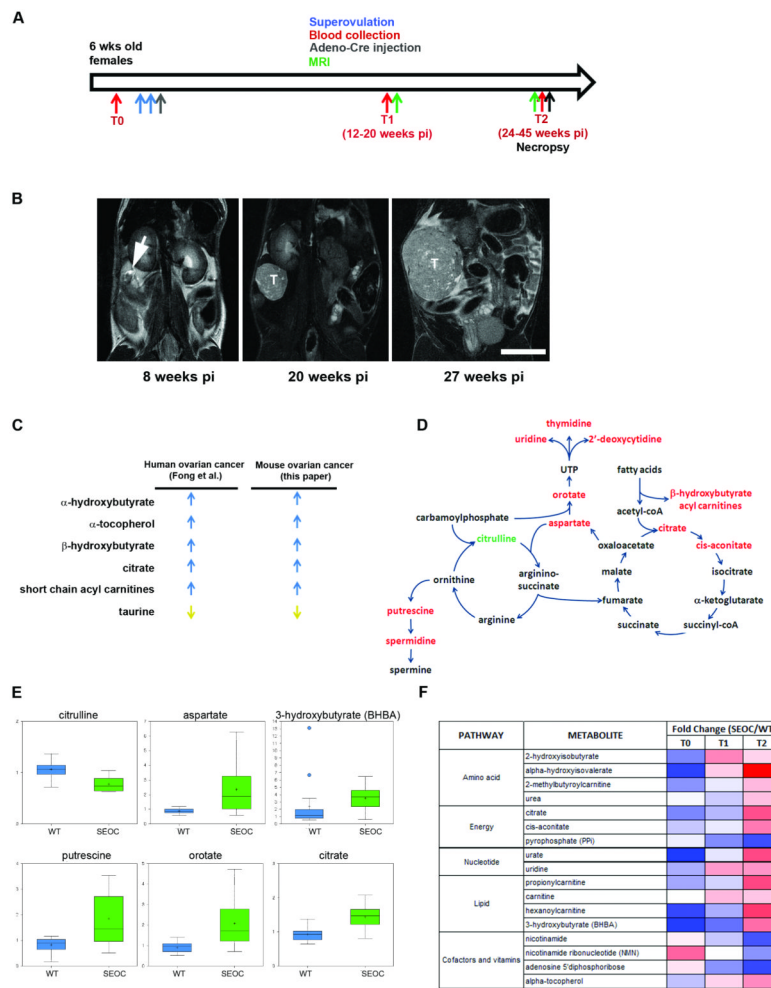 A
Superovulation
Blood collection
Adeno-Cre injection
MRI
6 wks old
females
T0
T1
(12-20 weeks pi)
T2
(24-45 weeks pi)
Necropsy
B
T
T
8 weeks pi
20 weeks pi
27 weeks pi
C
Human ovarian cancer
(Fong et al.)
Mouse ovarian cancer
(this paper)
α-hydroxybutyrate
α-tocopherol
β-hydroxybutyrate
citrate
short chain acyl carnitines
taurine
D
thymidine
uridine
2'-deoxycytidine
UTP
fatty acids
orotate
β-hydroxybutyrate
acyl carnitines
acetyl-coA
carbamoylphosphate
aspartate
citrate
citrulline
oxaloacetate
cis-aconitate
ornithine
arginino-
succinate
malate
isocitrate
putrescine
fumarate
α-ketoglutarate
arginine
spermidine
succinate
succinyl-coA
spermine
E
citrulline
aspartate
3-hydroxybutyrate (BHBA)
WT SEOC
WT SEOC
WT SEOC
putrescine
orotate
citrate
WT SEOC
WT SEOC
WT SEOC
F
PATHWAY METABOLITE Fold Change (SEOC/WT
T0 T1 T2
Amino acid
2-hydroxyisobutyrate
alpha-hydroxyisovalerate
2-methylbutyroylcarnitine
urea
Energy
citrate
cis-aconitate
pyrophosphate (PPi)
Nucleotide
urate
uridine
Lipid
propionylcarnitine
carnitine
hexanoylcarnitine
3-hydroxybutyrate (BHBA)
Cofactors and vitamins
nicotinamide
nicotinamide ribonucleotide (NMN)
adenosine 5'diphosphoribose
alpha-tocopherol